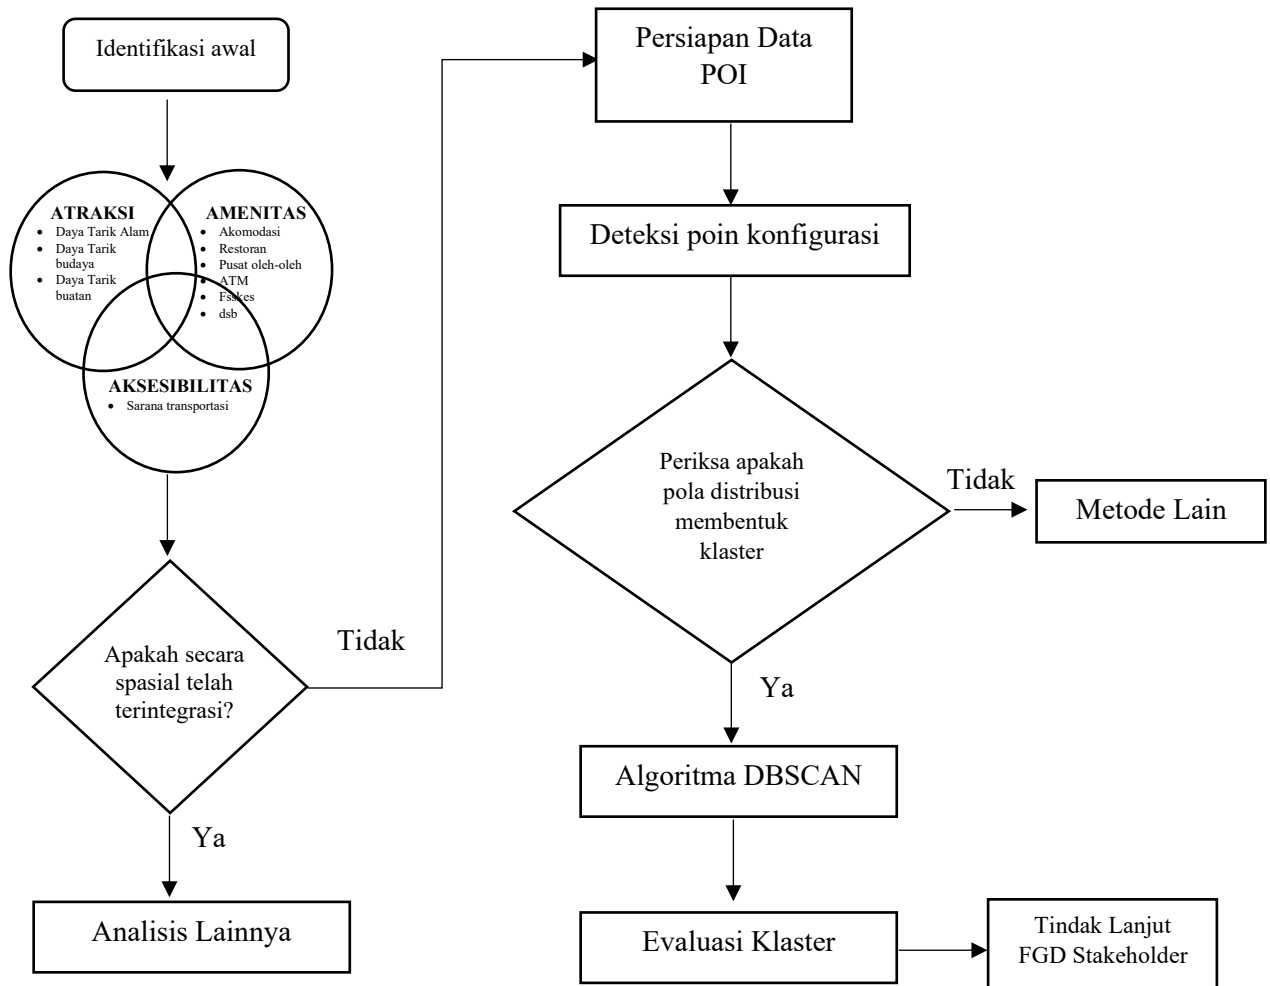 Identifikasi awal
ATRAKSI
• Daya Tarik Alam
• Daya Tarik
budaya
• Daya Tarik
buatan
AMENITAS
• Akomodasi
• Restoran
• Pusat oleh-oleh
• ATM
• Fsskes
• dsb
AKSESIBILITAS
• Sarana transportasi
Apakah secara
spasial telah
terintegrasi?
Tidak
Ya
Analisis Lainnya
Persiapan Data
POI
Deteksi poin konfigurasi
Periksa apakah
pola distribusi
membentuk
klaster
Tidak
Metode Lain
Ya
Algoritma DBSCAN
Evaluasi Klaster
Tindak Lanjut
FGD Stakeholder